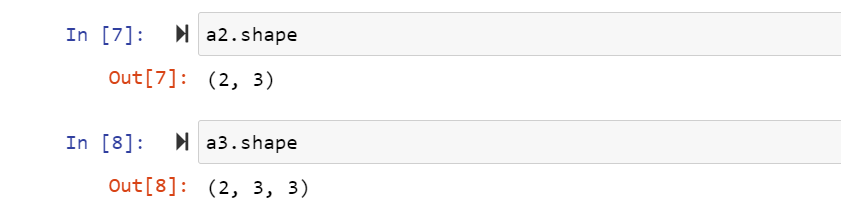 In [7]: a2.shape
Out[7]: (2, 3)
In [8]: a3.shape
Out[8]: (2, 3, 3)